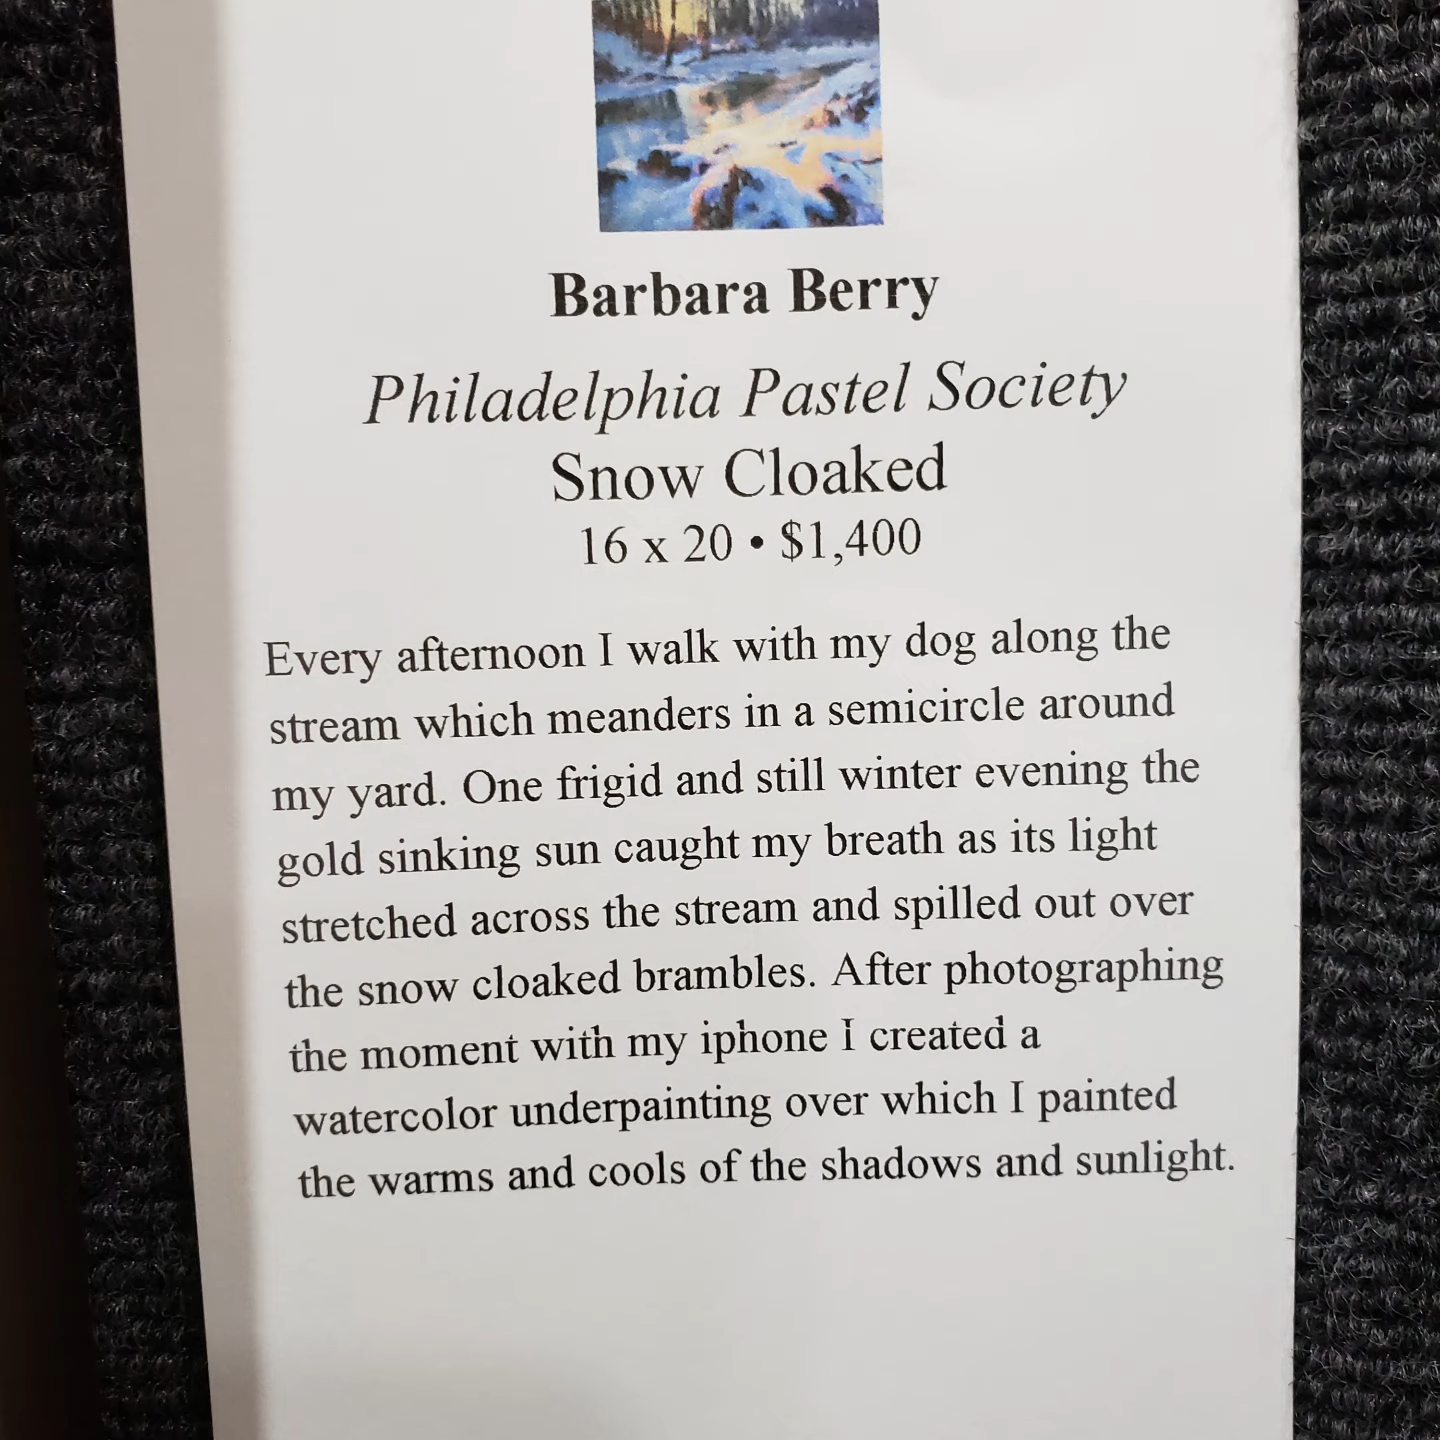 Barbara Berry
Philadelphia Pastel Society
Snow Cloaked
16 x 20 • $1,400
Every afternoon I walk with my dog along the
stream which meanders in a semicircle around
my yard. One frigid and still winter evening the
gold sinking sun caught my breath as its light
stretched across the stream and spilled out over
the snow cloaked brambles. After photographing
the moment with my iphone I created a
watercolor underpainting over which I painted
the warms and cools of the shadows and sunlight.